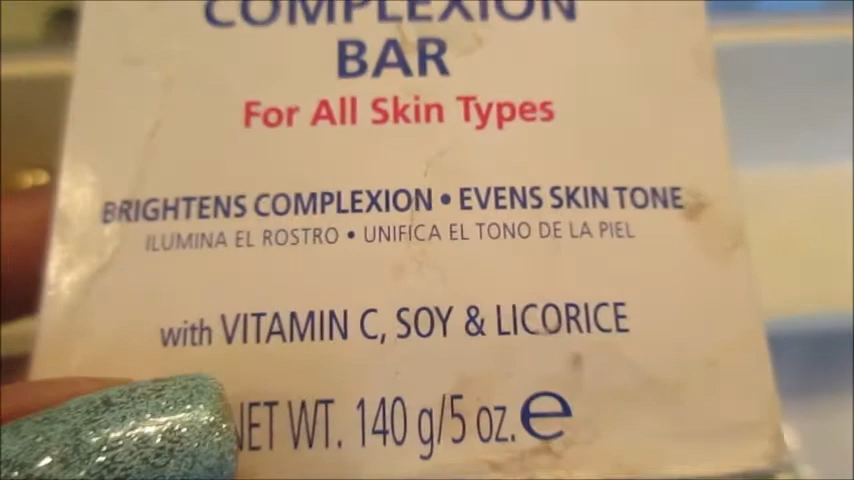 COMPLEXION
BAR
For All Skin Types
BRIGHTENS COMPLEXION • EVENS SKIN TONE
ILUMINA EL ROSTRO • UNIFICA EL TONO DE LA PIEL
with VITAMIN C, SOY & LICORICE
NET WT. 140 g/5 oz. e